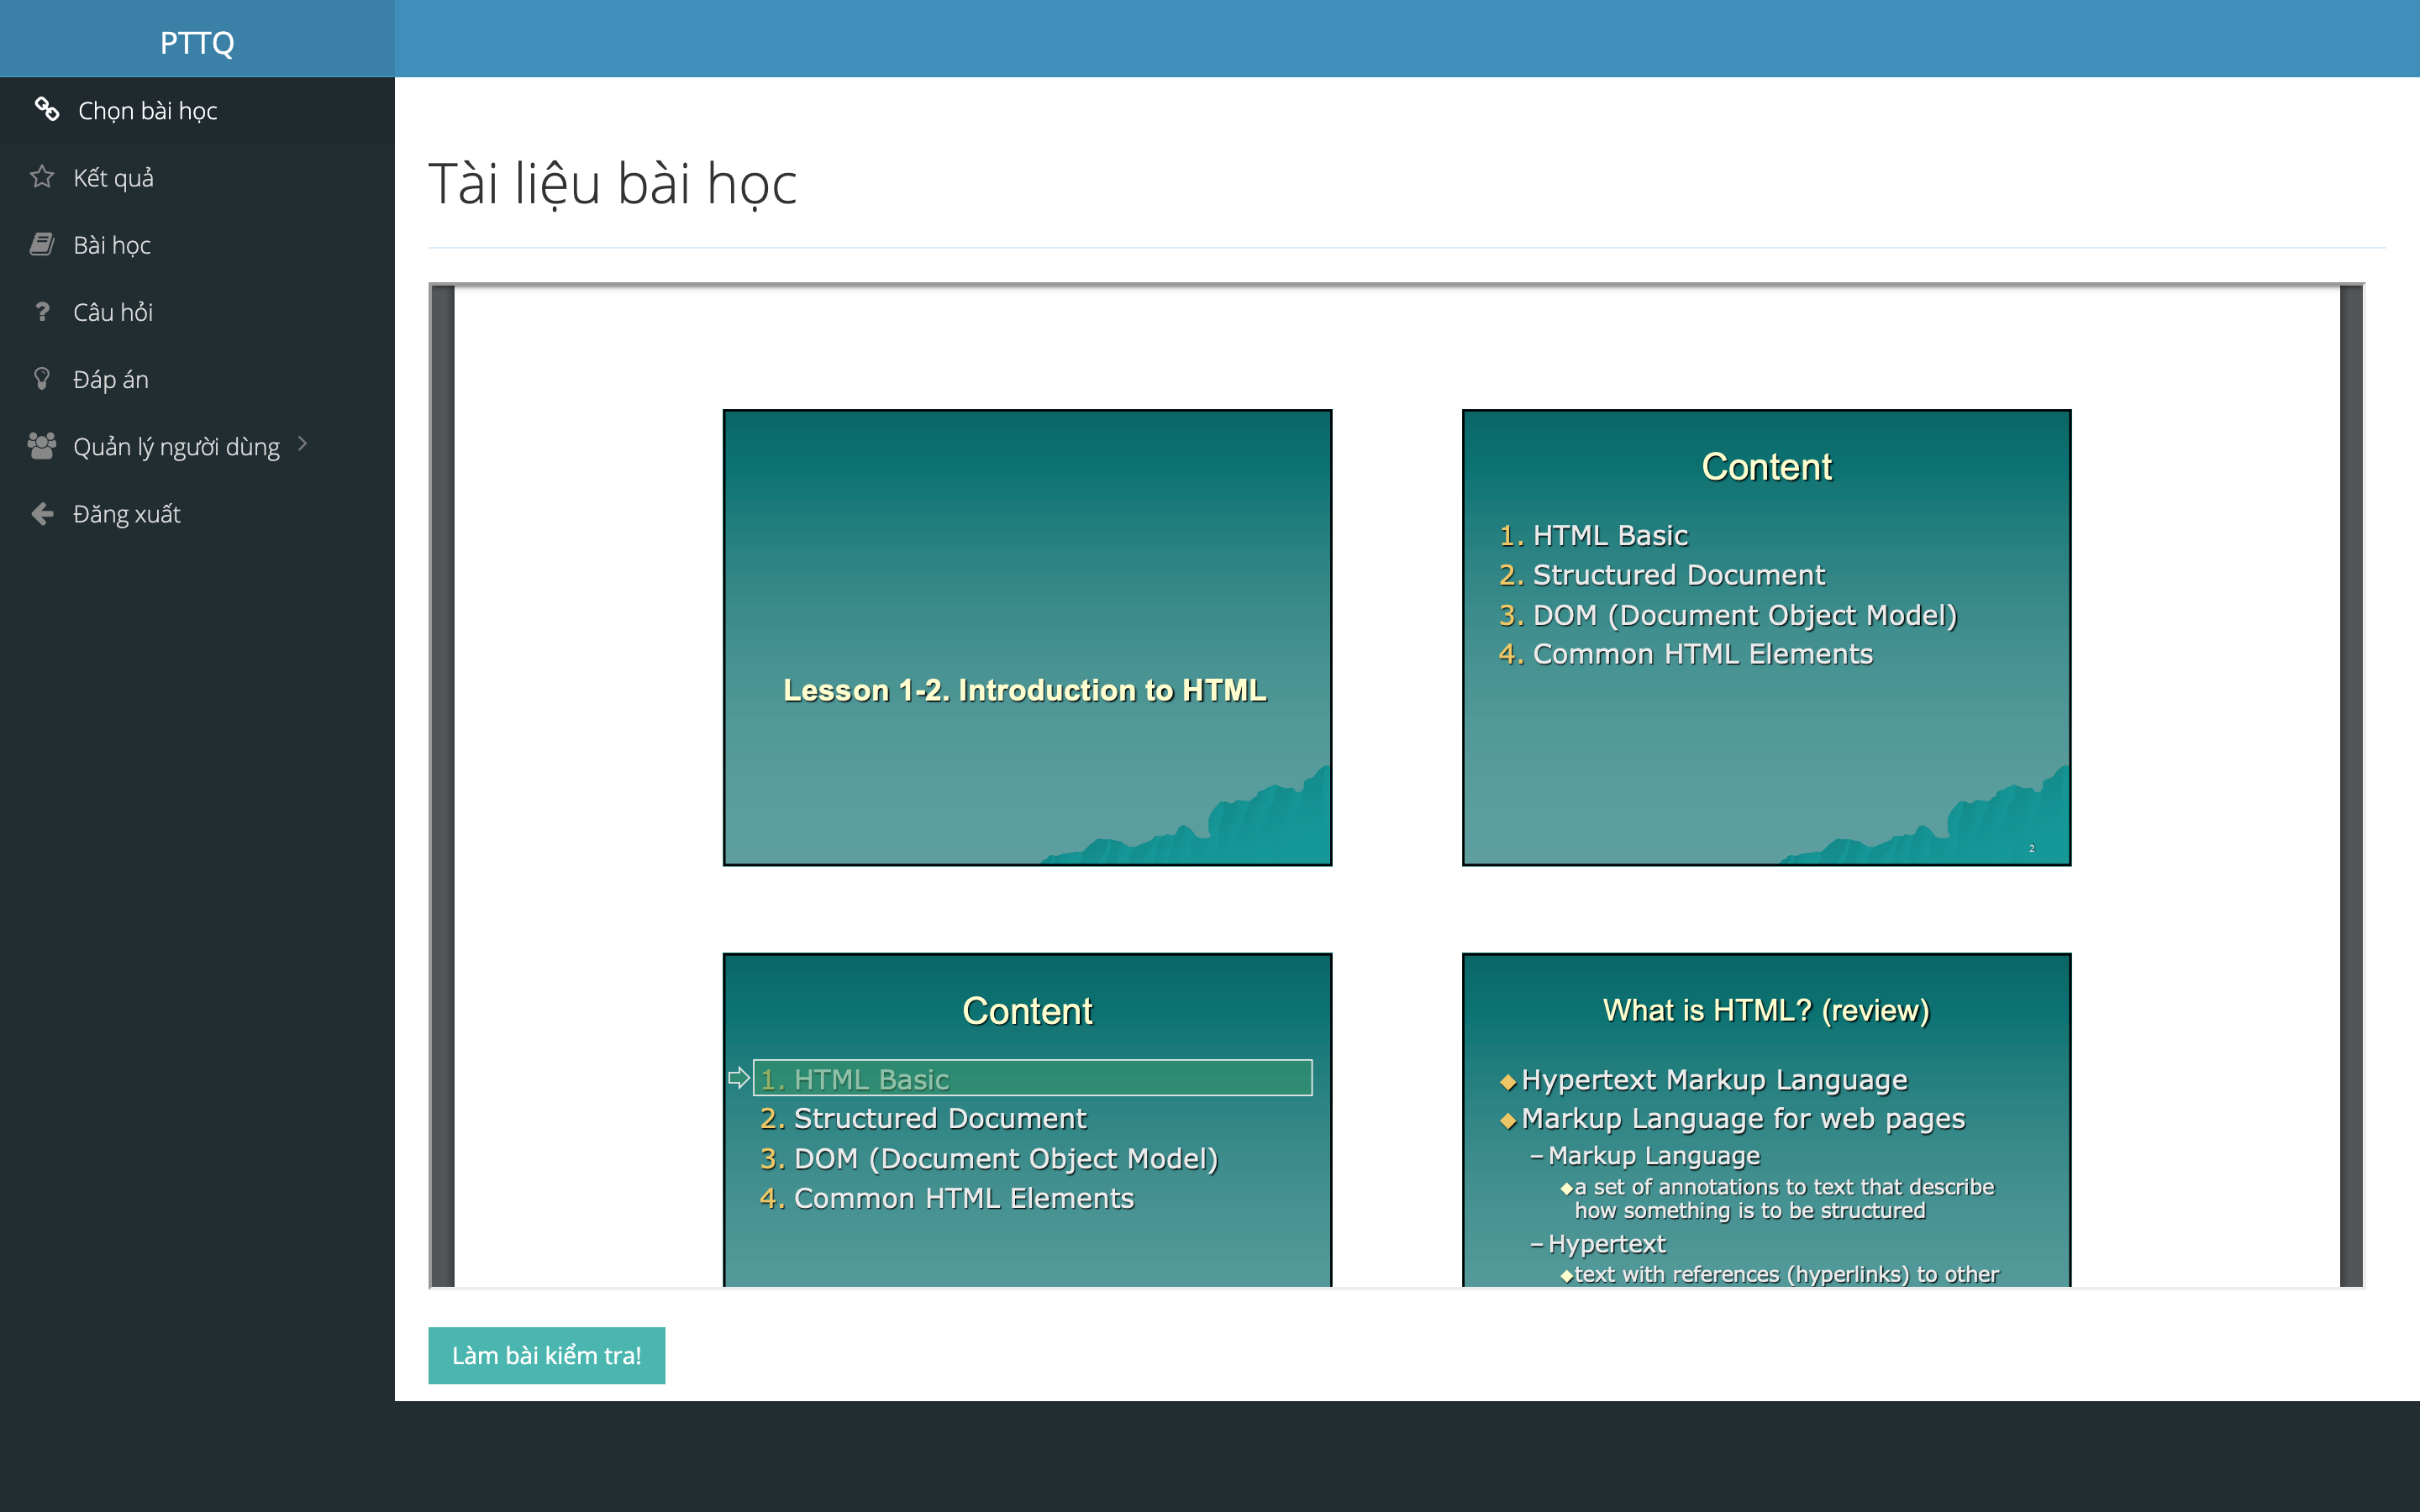 PTTQ
Chọn bài học
Kết quả
Bài học
Câu hỏi
Đáp án
Quản lý người dùng
Đăng xuất
Tài liệu bài học
Lesson 1-2. Introduction to HTML
Content
1. HTML Basic
2. Structured Document
3. DOM (Document Object Model)
4. Common HTML Elements
2
Content
1. HTML Basic
2. Structured Document
3. DOM (Document Object Model)
4. Common HTML Elements
What is HTML? (review)
Hypertext Markup Language
Markup Language for web pages
– Markup Language
a set of annotations to text that describe
how something is to be structured
– Hypertext
text with references (hyperlinks) to other
Làm bài kiểm tra!